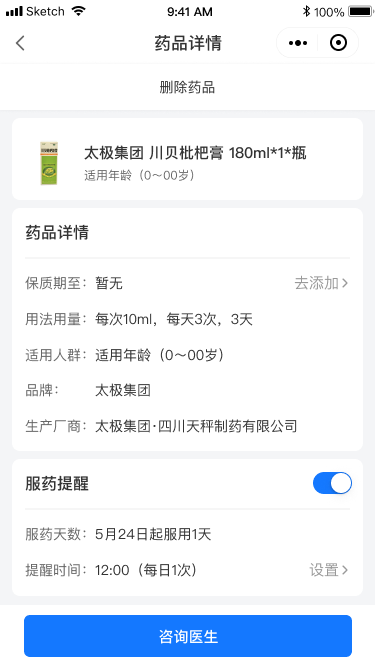 Sketch 9:41 AM 100%
药品详情
删除药品
太极集团 川贝枇杷膏 180ml*1*瓶
适用年龄（0～00岁）
药品详情
保质期至：暂无 去添加
用法用量：每次10ml，每天3次，3天
适用人群：适用年龄（0～00岁）
品牌： 太极集团
生产厂商：太极集团·四川天秤制药有限公司
服药提醒
服药天数：5月24日起服用1天
提醒时间：12:00（每日1次） 设置
咨询医生